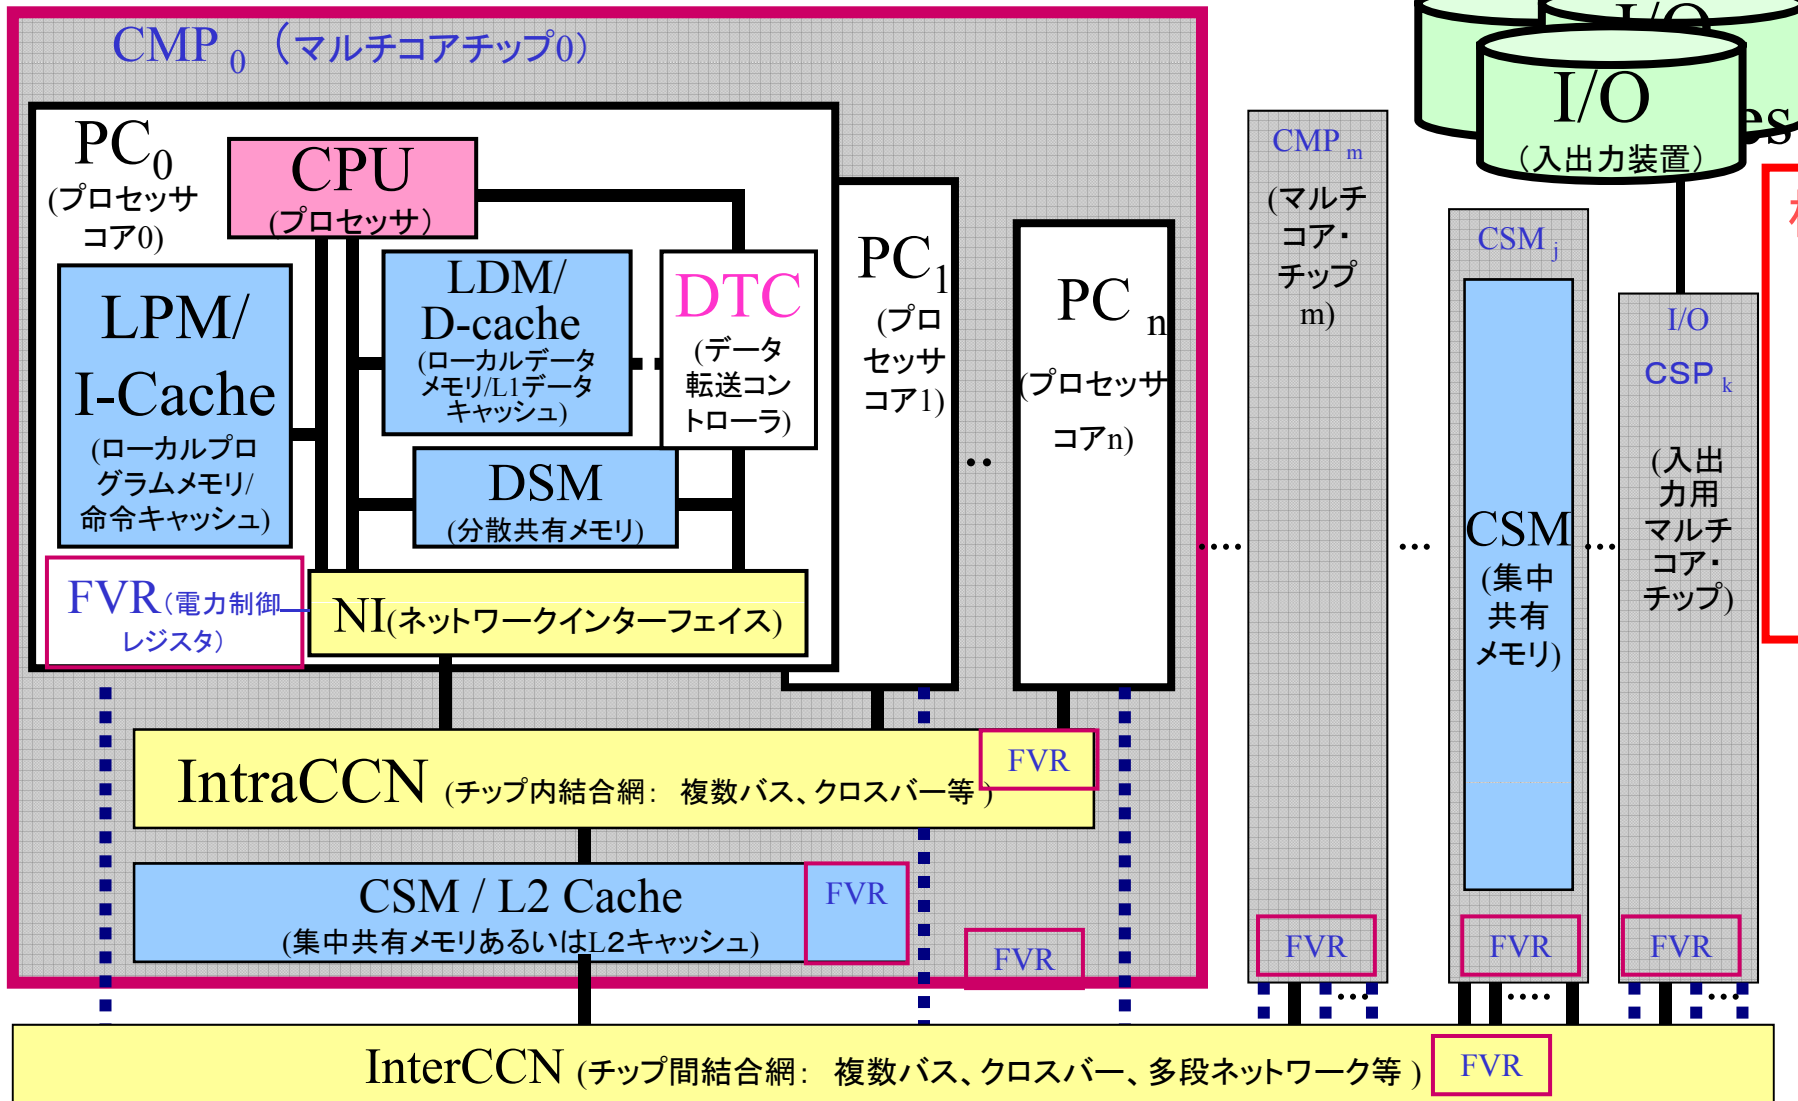 CMP 0 (マルチコアチップ0)
PC0
(プロセッサ
コア0)
CPU
(プロセッサ)
LPM/
I-Cache
(ローカルプロ
グラムメモリ/
命令キャッシュ)
LDM/
D-cache
(ローカルデータ
メモリ/L1データ
キャッシュ)
DTC
(データ
転送コン
トローラ)
DSM
(分散共有メモリ)
FVR(電力制御
レジスタ)
NI(ネットワークインターフェイス)
PC1
(プロ
セッサ
コア1)
..
PC n
(プロセッサ
コアn)
IntraCCN (チップ内結合網: 複数バス、クロスバー等 )
FVR
CSM / L2 Cache
(集中共有メモリあるいはL2キャッシュ)
FVR
FVR
....
CMP m
(マルチ
コア・
チップ
m)
FVR
...
CSM j
CSM
(集中
共有
メモリ)
FVR
...
I/O
CSP k
(入出
力用
マルチ
コア・
チップ)
FVR
I/O
I/O
(入出力装置)
es
...
....
...
InterCCN (チップ間結合網: 複数バス、クロスバー、多段ネットワーク等 )
FVR